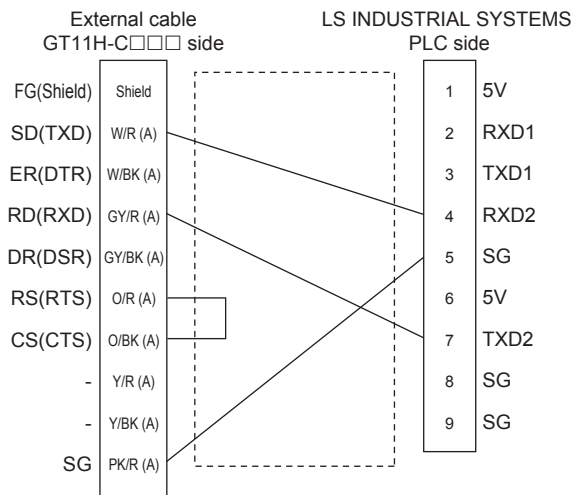 External cable
GT11H-C□□□ side
LS INDUSTRIAL SYSTEMS
PLC side
FG(Shield) Shield
SD(TXD) W/R (A)
ER(DTR) W/BK (A)
RD(RXD) GY/R (A)
DR(DSR) GY/BK (A)
RS(RTS) O/R (A)
CS(CTS) O/BK (A)
- Y/R (A)
- Y/BK (A)
SG PK/R (A)
1 5V
2 RXD1
3 TXD1
4 RXD2
5 SG
6 5V
7 TXD2
8 SG
9 SG